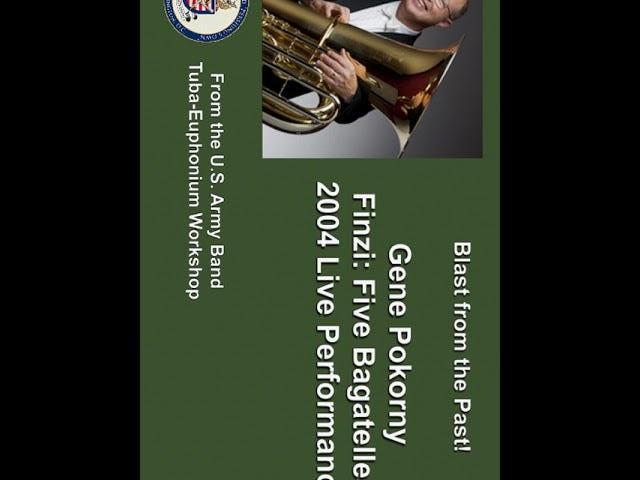 Blast from the Past!
Gene Pokorny
Finzi: Five Bagatelle
2004 Live Performanc
From the U.S. Army Band
Tuba-Euphonium Workshop